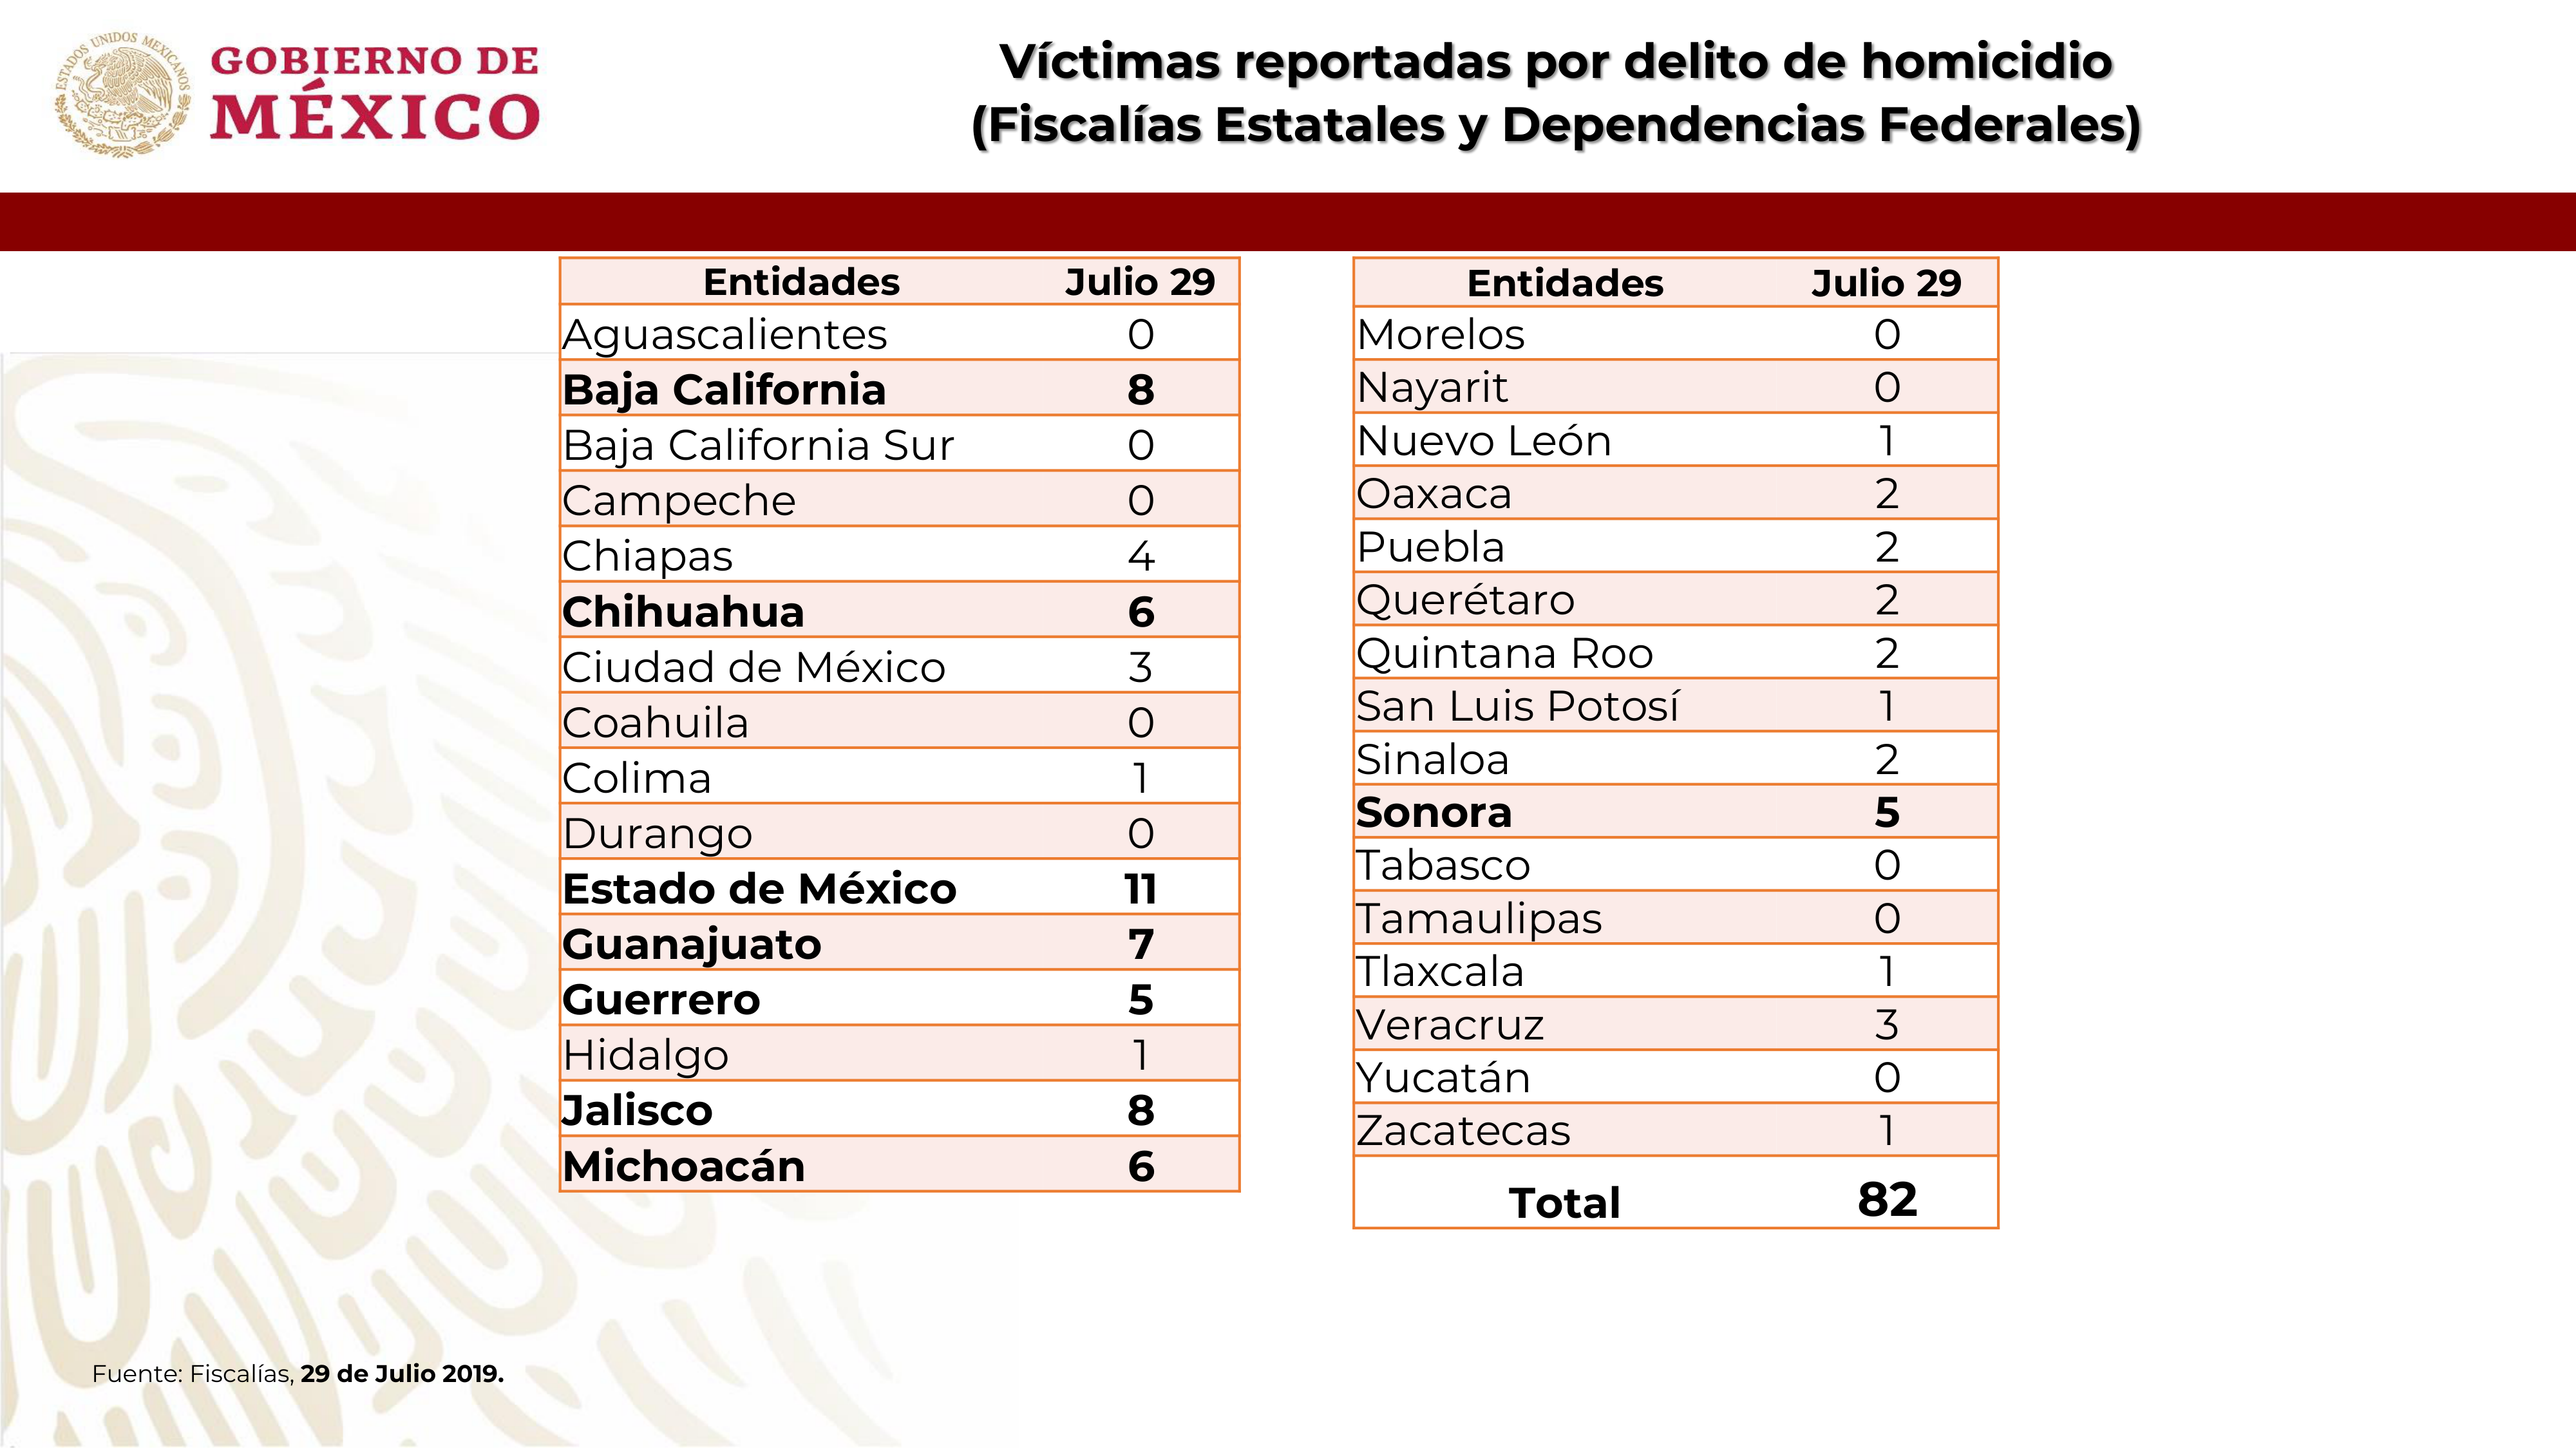 ESTADOS UNIDOS MEXICANOS
GOBIERNO DE
MÉXICO
Víctimas reportadas por delito de homicidio
(Fiscalías Estatales y Dependencias Federales)
Entidades Julio 29
Aguascalientes 0
Baja California 8
Baja California Sur 0
Campeche 0
Chiapas 4
Chihuahua 6
Ciudad de México 3
Coahuila 0
Colima 1
Durango 0
Estado de México 11
Guanajuato 7
Guerrero 5
Hidalgo 1
Jalisco 8
Michoacán 6
Entidades Julio 29
Morelos 0
Nayarit 0
Nuevo León 1
Oaxaca 2
Puebla 2
Querétaro 2
Quintana Roo 2
San Luis Potosí 1
Sinaloa 2
Sonora 5
Tabasco 0
Tamaulipas 0
Tlaxcala 1
Veracruz 3
Yucatán 0
Zacatecas 1
Total 82
Fuente: Fiscalías, 29 de Julio 2019.